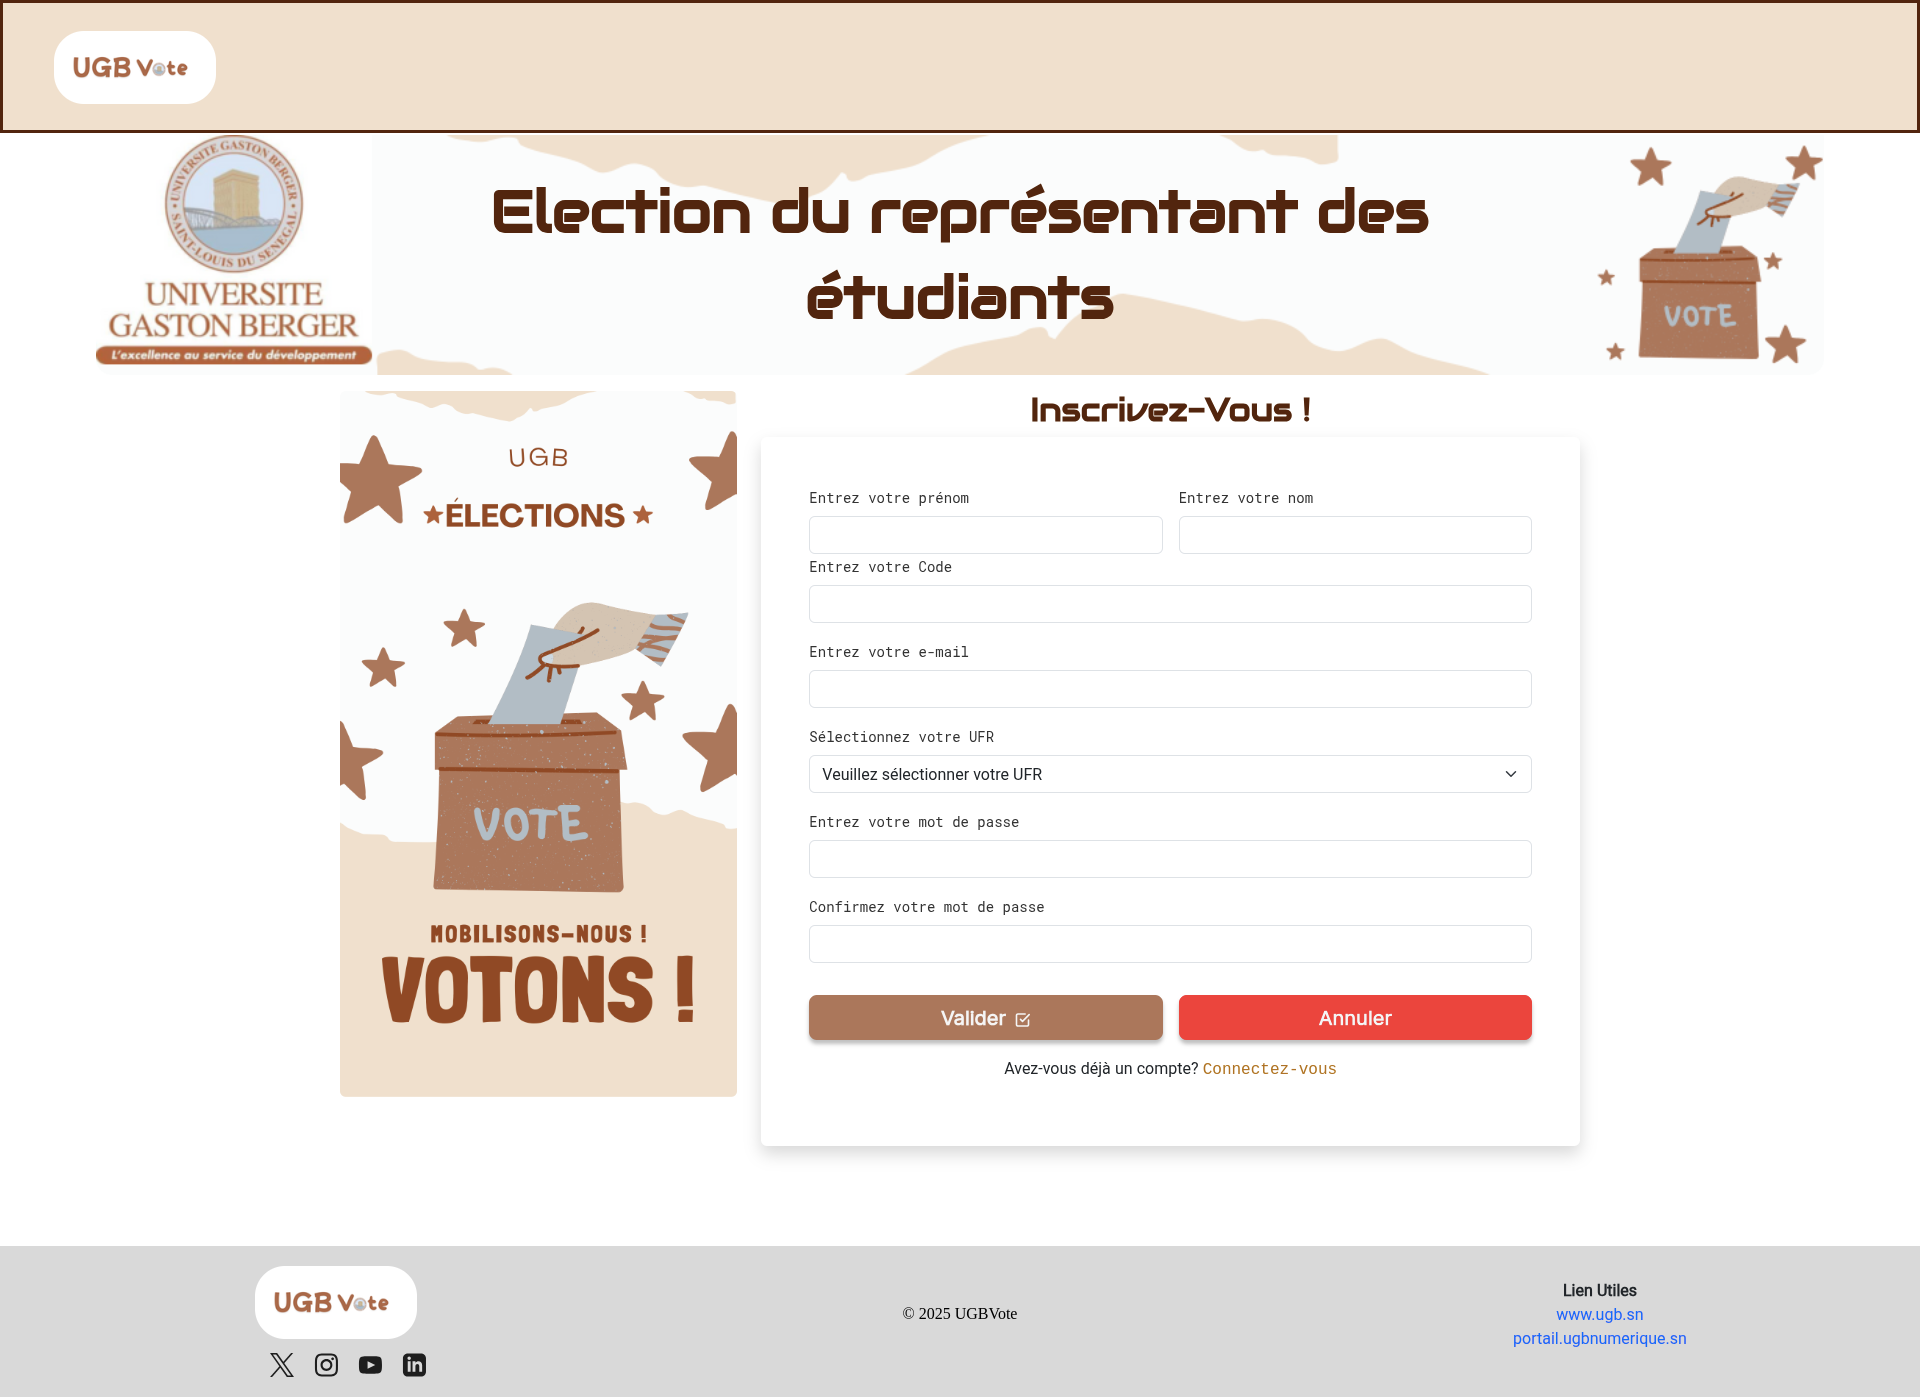 UGB Vote
UNIVERSITE GASTON BERGER
SAINT-LOUIS DU SENEGAL
UNIVERSITE
GASTON BERGER
L'excellence au service du développement
Election du représentant des
étudiants
VOTE
UGB
ÉLECTIONS
VOTE
MOBILISONS-NOUS !
VOTONS !
Inscrivez-Vous !
Entrez votre prénom
Entrez votre nom
Entrez votre Code
Entrez votre e-mail
Sélectionnez votre UFR
Veuillez sélectionner votre UFR
Entrez votre mot de passe
Confirmez votre mot de passe
Valider
Annuler
Avez-vous déjà un compte? Connectez-vous
UGB Vote
© 2025 UGBVote
Lien Utiles
www.ugb.sn
portail.ugbnumerique.sn